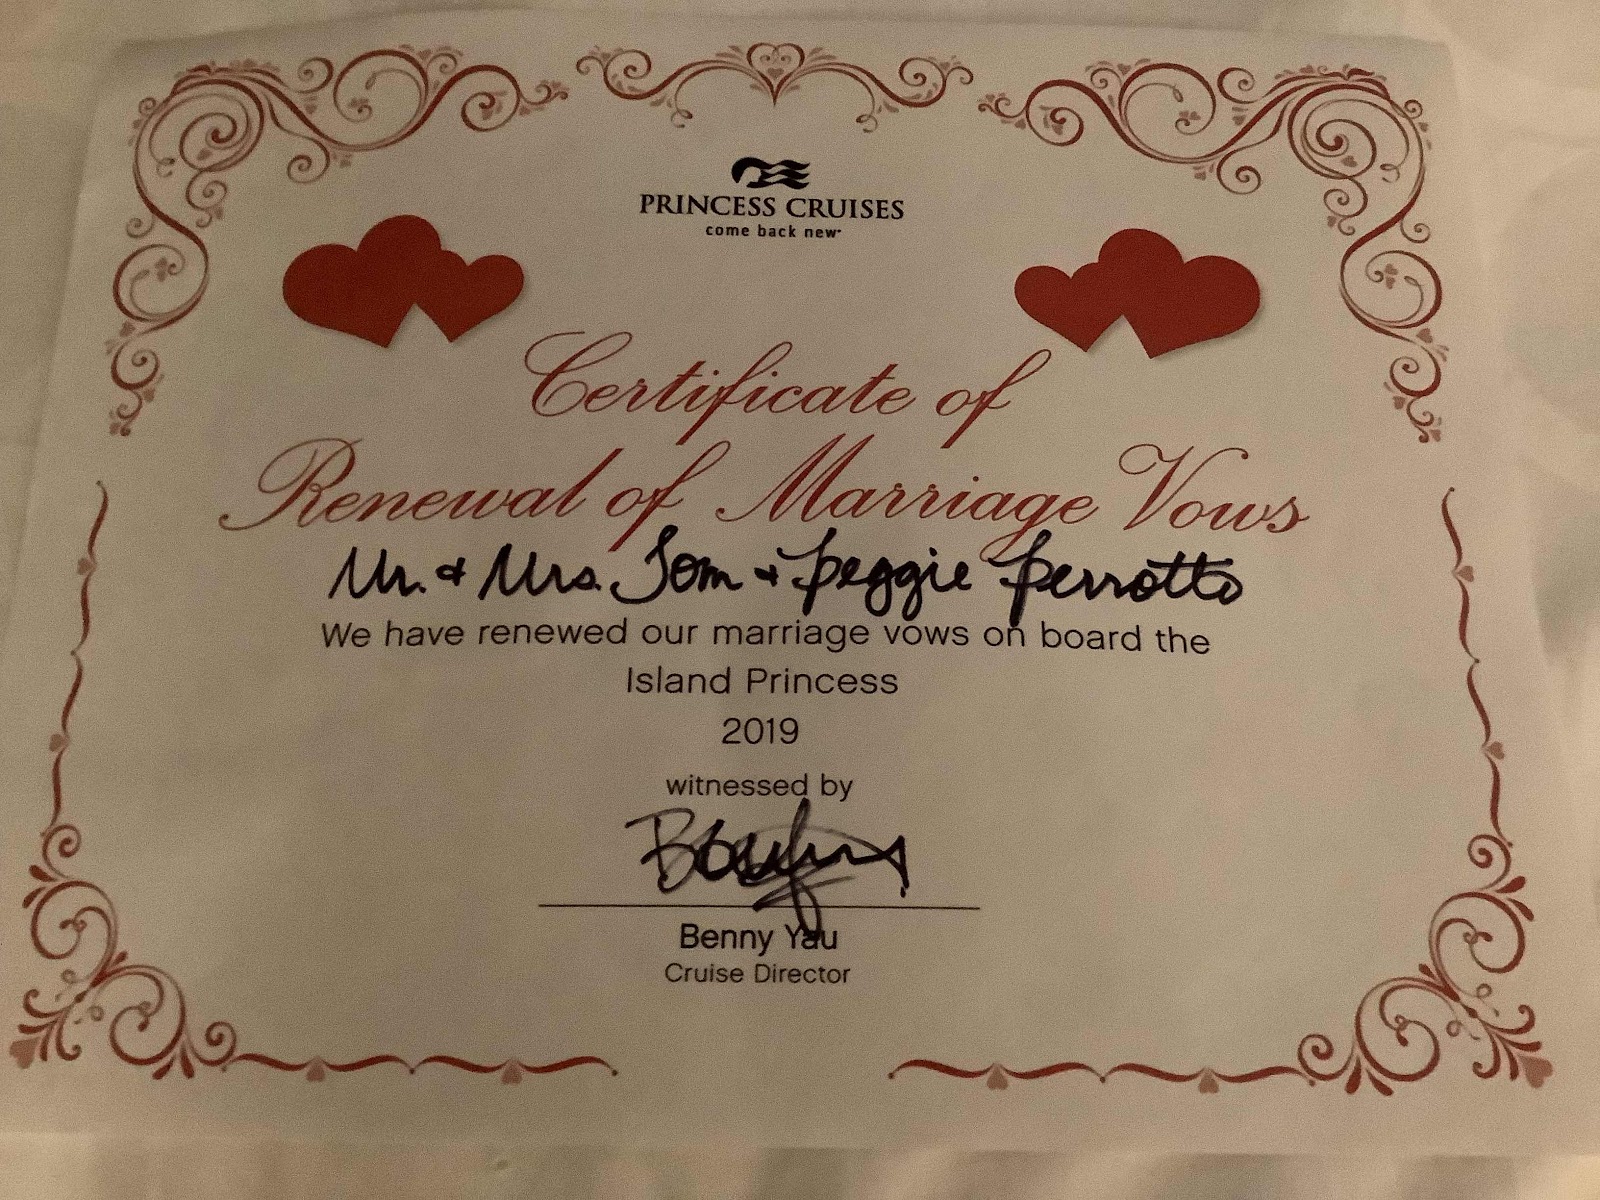 PRINCESS CRUISES
come back new
Certificate of
Renewal of Marriage Vows
Mr. & Mrs. Tom & Peggie Perrotto
We have renewed our marriage vows on board the
Island Princess
2019
witnessed by
Benny Yau
Cruise Director